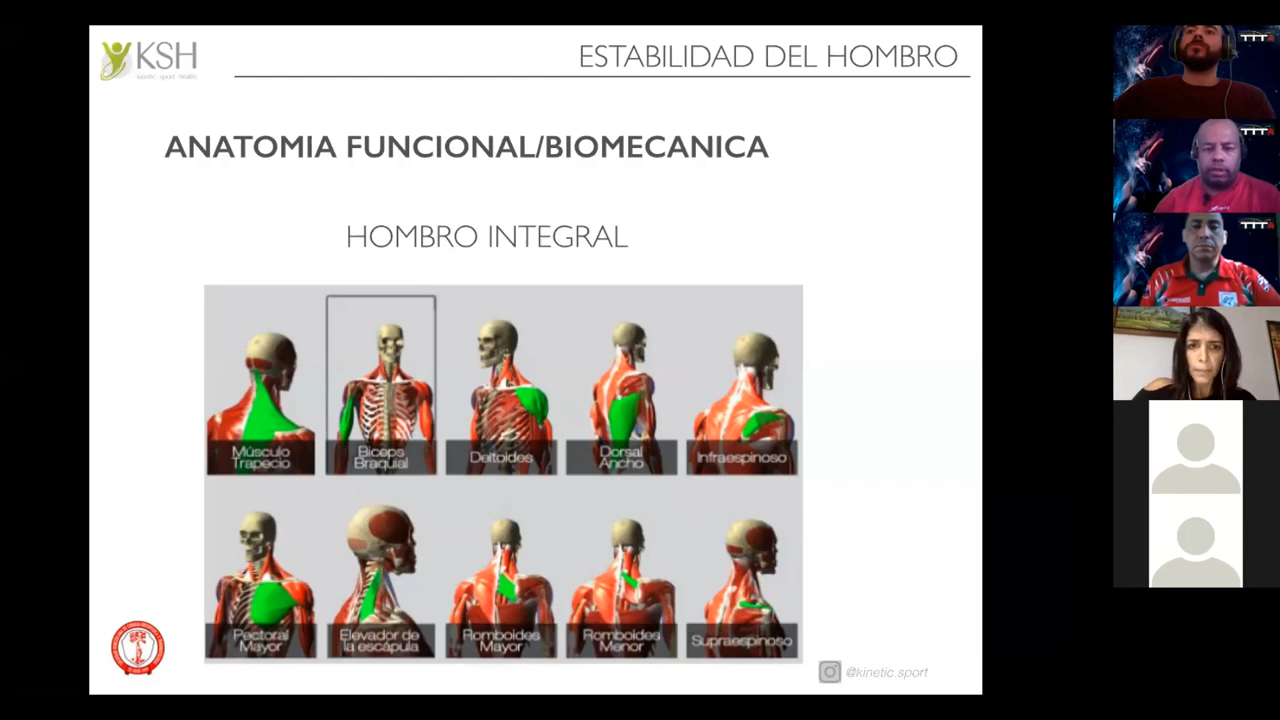 KSH
kinetic · sport · health
ESTABILIDAD DEL HOMBRO
ANATOMIA FUNCIONAL/BIOMECANICA
HOMBRO INTEGRAL
Músculo
Trapecio
Biceps
Braquial
Deltoides
Dorsal
Ancho
Infraespinoso
Pectoral
Mayor
Elevador de
la escápula
Romboides
Mayor
Romboides
Menor
Supraespinoso
@kinetic.sport